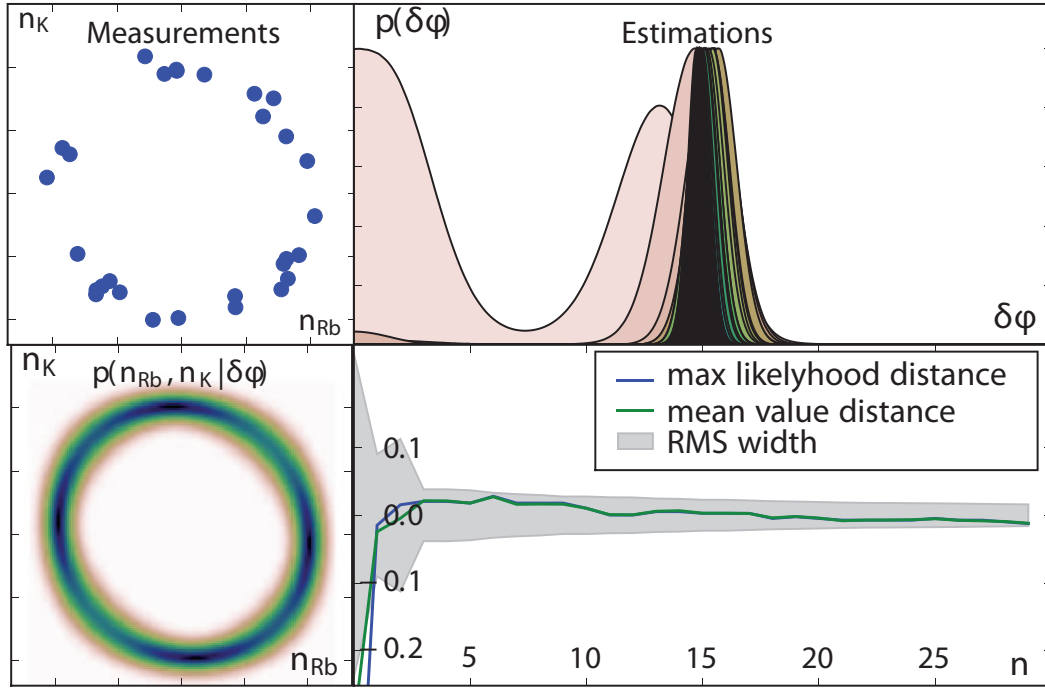 n_K
Measurements
n_Rb
p(δφ)
Estimations
δφ
n_K
p(n_Rb, n_K|δφ)
n_Rb
max likelyhood distance
mean value distance
RMS width
0.1
0.0
−0.1
−0.2
5
10
15
20
25
n